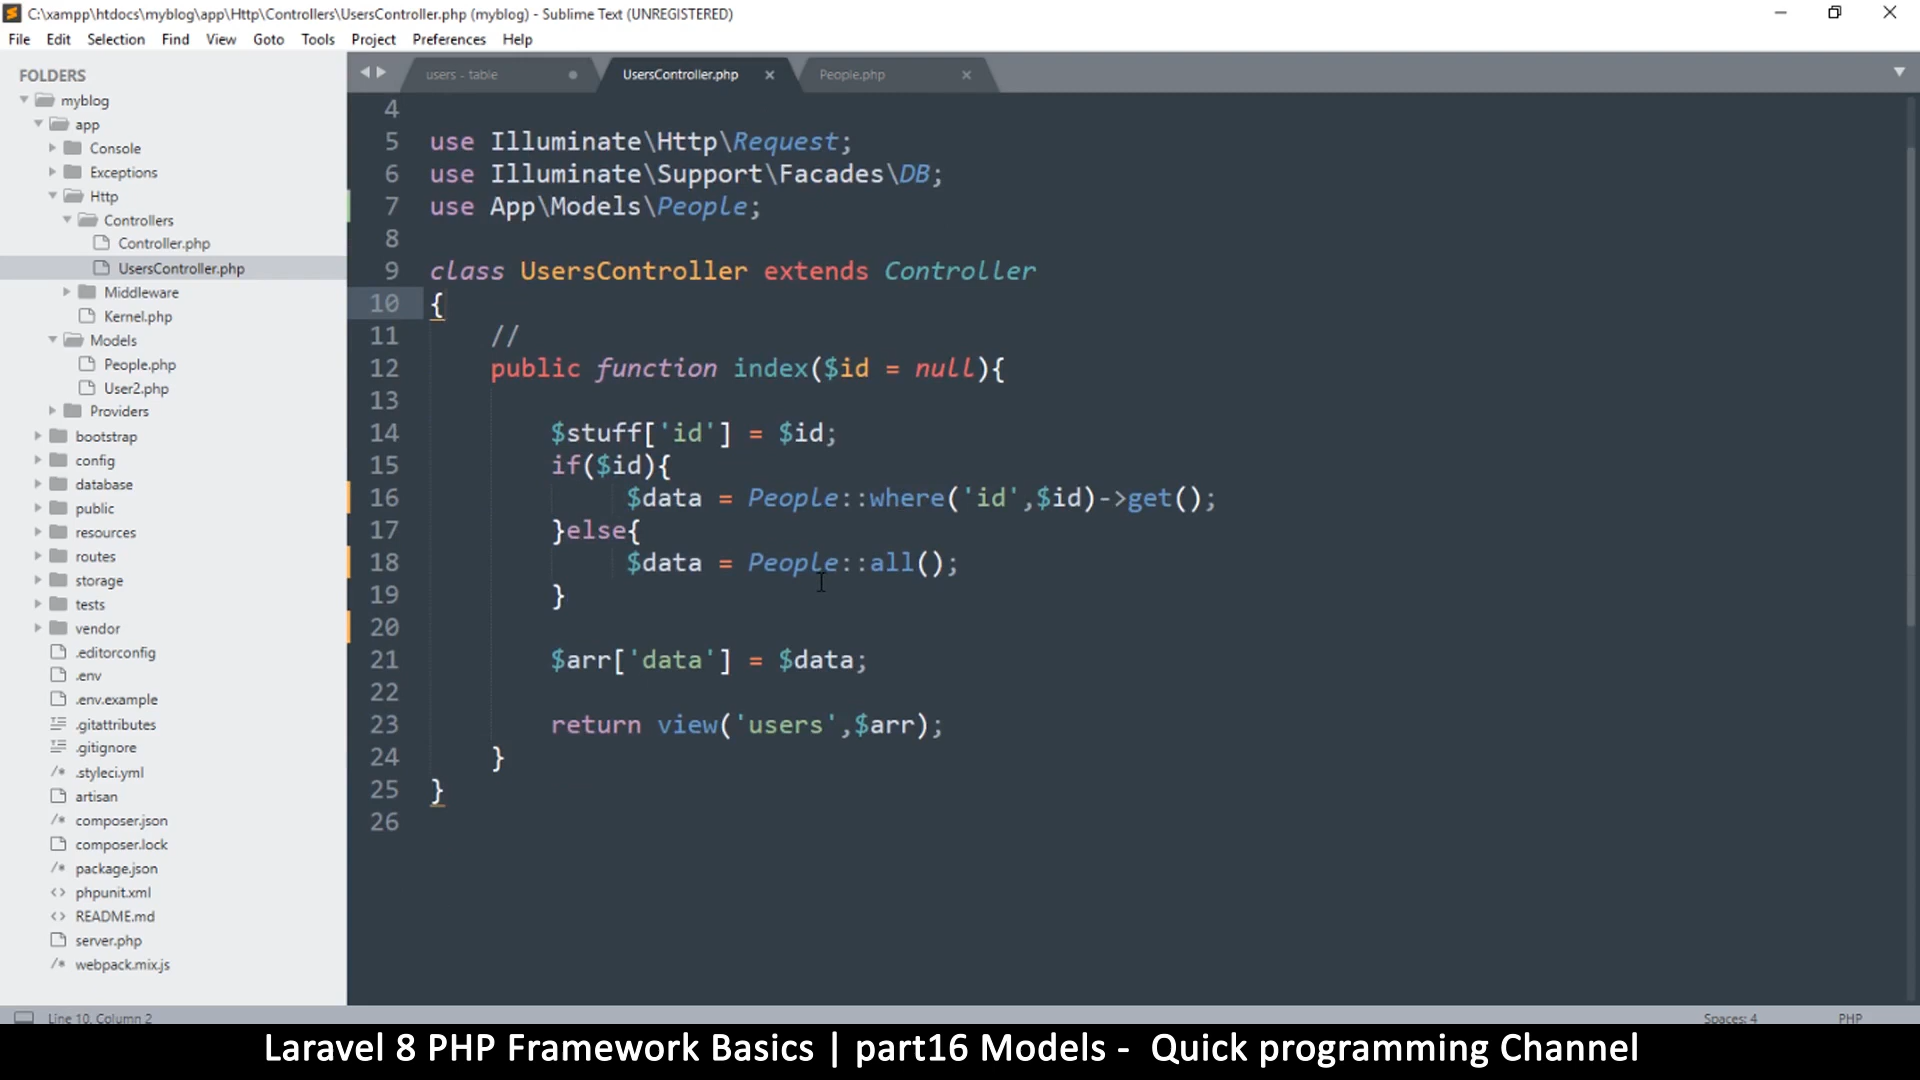 C:\xampp\htdocs\myblog\app\Http\Controllers\UsersController.php (myblog) - Sublime Text (UNREGISTERED)
File Edit Selection Find View Goto Tools Project Preferences Help
FOLDERS
myblog
app
Console
Exceptions
Http
Controllers
Controller.php
UsersController.php
Middleware
Kernel.php
Models
People.php
User2.php
Providers
bootstrap
config
database
public
resources
routes
storage
tests
vendor
.editorconfig
.env
.env.example
.gitattributes
.gitignore
.styleci.yml
artisan
composer.json
composer.lock
package.json
phpunit.xml
README.md
server.php
webpack.mix.js
users - table UsersController.php People.php
4
5 use Illuminate\Http\Request;
6 use Illuminate\Support\Facades\DB;
7 use App\Models\People;
8
9 class UsersController extends Controller
10 {
11 //
12 public function index($id = null){
13
14 $stuff['id'] = $id;
15 if($id){
16 $data = People::where('id',$id)->get();
17 }else{
18 $data = People::all();
19 }
20
21 $arr['data'] = $data;
22
23 return view('users',$arr);
24 }
25 }
26
Line 10, Column 2 Spaces: 4 PHP
Laravel 8 PHP Framework Basics | part16 Models - Quick programming Channel